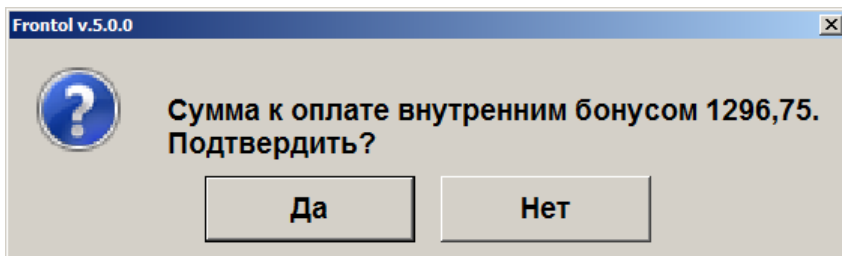 Frontol v.5.0.0
Сумма к оплате внутренним бонусом 1296,75.
Подтвердить?
Да
Нет